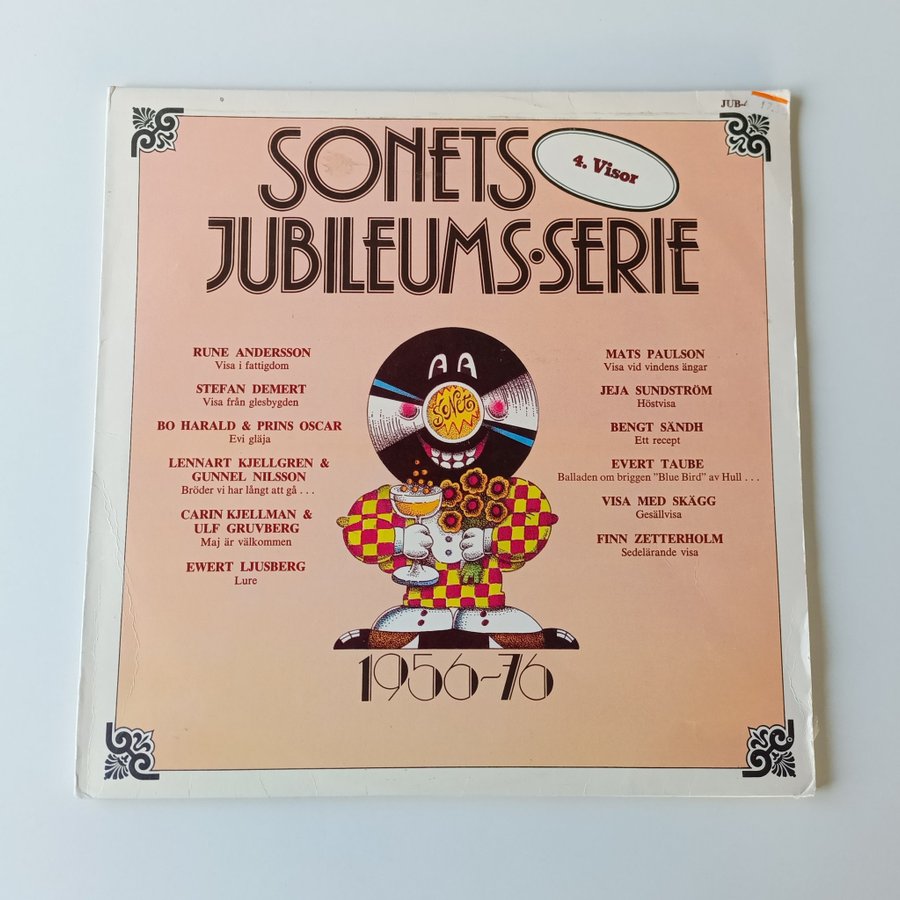 JUB-
SONETS
4. Visor
JUBILEUMS·SERIE
RUNE ANDERSSON
Visa i fattigdom
STEFAN DEMERT
Visa från glesbygden
BO HARALD & PRINS OSCAR
Evi gläja
LENNART KJELLGREN &
GUNNEL NILSSON
Bröder vi har långt att gå . . .
CARIN KJELLMAN &
ULF GRUVBERG
Maj är välkommen
EWERT LJUSBERG
Lure
Sonet
MATS PAULSON
Visa vid vindens ängar
JEJA SUNDSTRÖM
Höstvisa
BENGT SÄNDH
Ett recept
EVERT TAUBE
Balladen om briggen "Blue Bird" av Hull . . .
VISA MED SKÄGG
Gesällvisa
FINN ZETTERHOLM
Sedelärande visa
1956-76